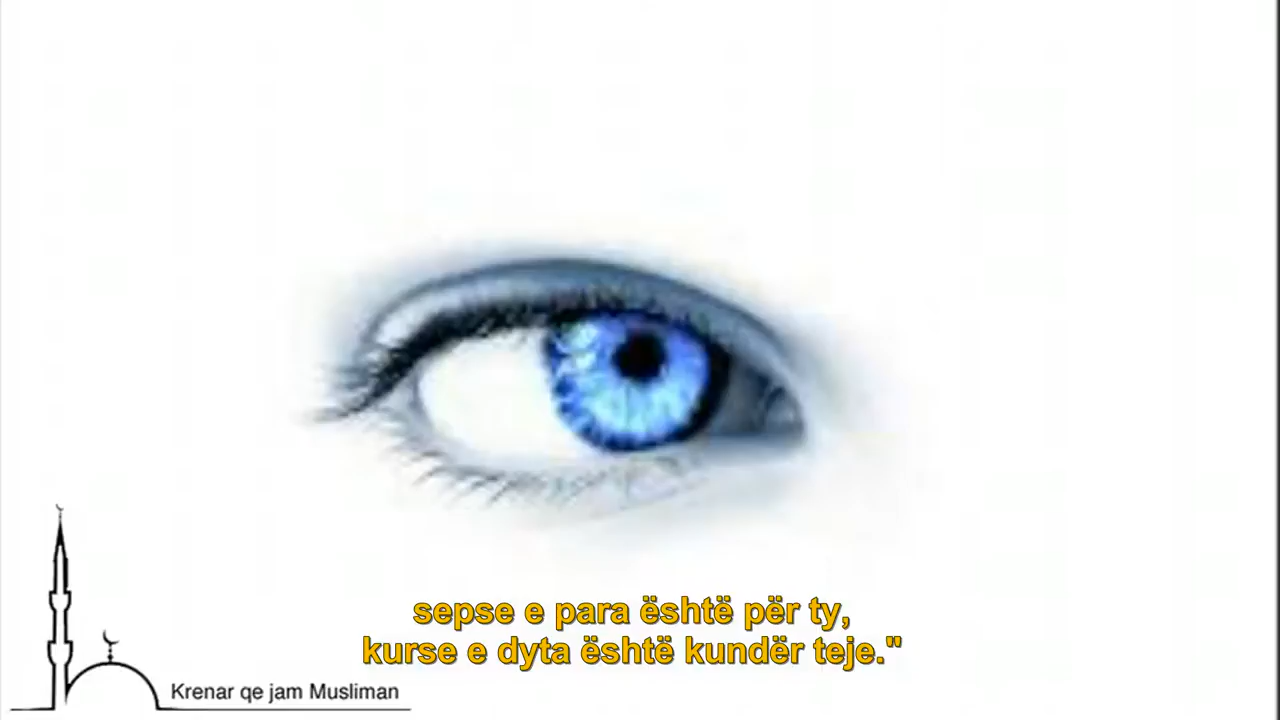 sepse e para është për ty,
kurse e dyta është kundër teje."
Krenar qe jam Musliman